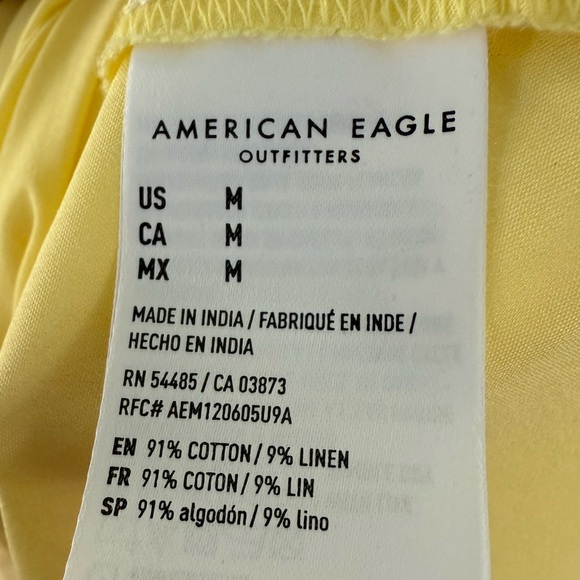 AMERICAN EAGLE
OUTFITTERS
US M
CA M
MX M
MADE IN INDIA / FABRIQUÉ EN INDE /
HECHO EN INDIA
RN 54485 / CA 03873
RFC# AEM120605U9A
EN 91% COTTON / 9% LINEN
FR 91% COTON / 9% LIN
SP 91% algodón / 9% lino